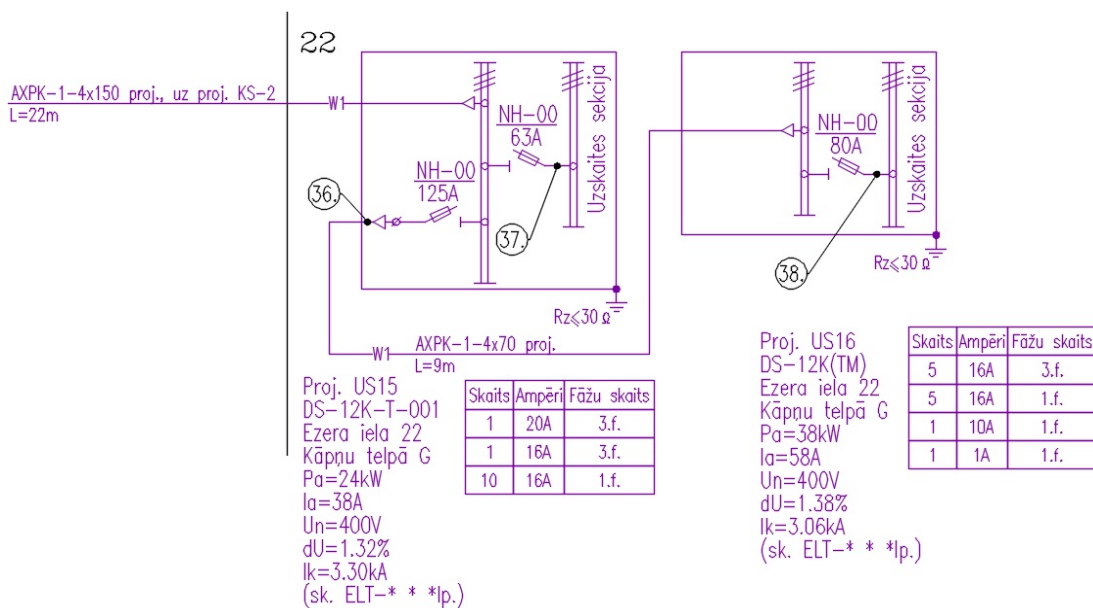 22
AXPK-1-4x150 proj., uz proj. KS-2
L=22m
W1
NH-00
63A
Uzskaites sekcija
NH-00
125A
36.
37.
Rz⩽30 Ω
NH-00
80A
Uzskaites sekcija
38.
Rz⩽30 Ω
W1
AXPK-1-4x70 proj.
L=9m
Proj. US15
DS-12K-T-001
Ezera iela 22
Kāpņu telpā G
Pa=24kW
Ia=38A
Un=400V
dU=1.32%
Ik=3.30kA
(sk. ELT-* * *lp.)
Skaits Ampēri Fāžu skaits
1 20A 3.f.
1 16A 3.f.
10 16A 1.f.
Proj. US16
DS-12K(TM)
Ezera iela 22
Kāpņu telpā G
Pa=38kW
Ia=58A
Un=400V
dU=1.38%
Ik=3.06kA
(sk. ELT-* * *lp.)
Skaits Ampēri Fāžu skaits
5 16A 3.f.
5 16A 1.f.
1 10A 1.f.
1 1A 1.f.